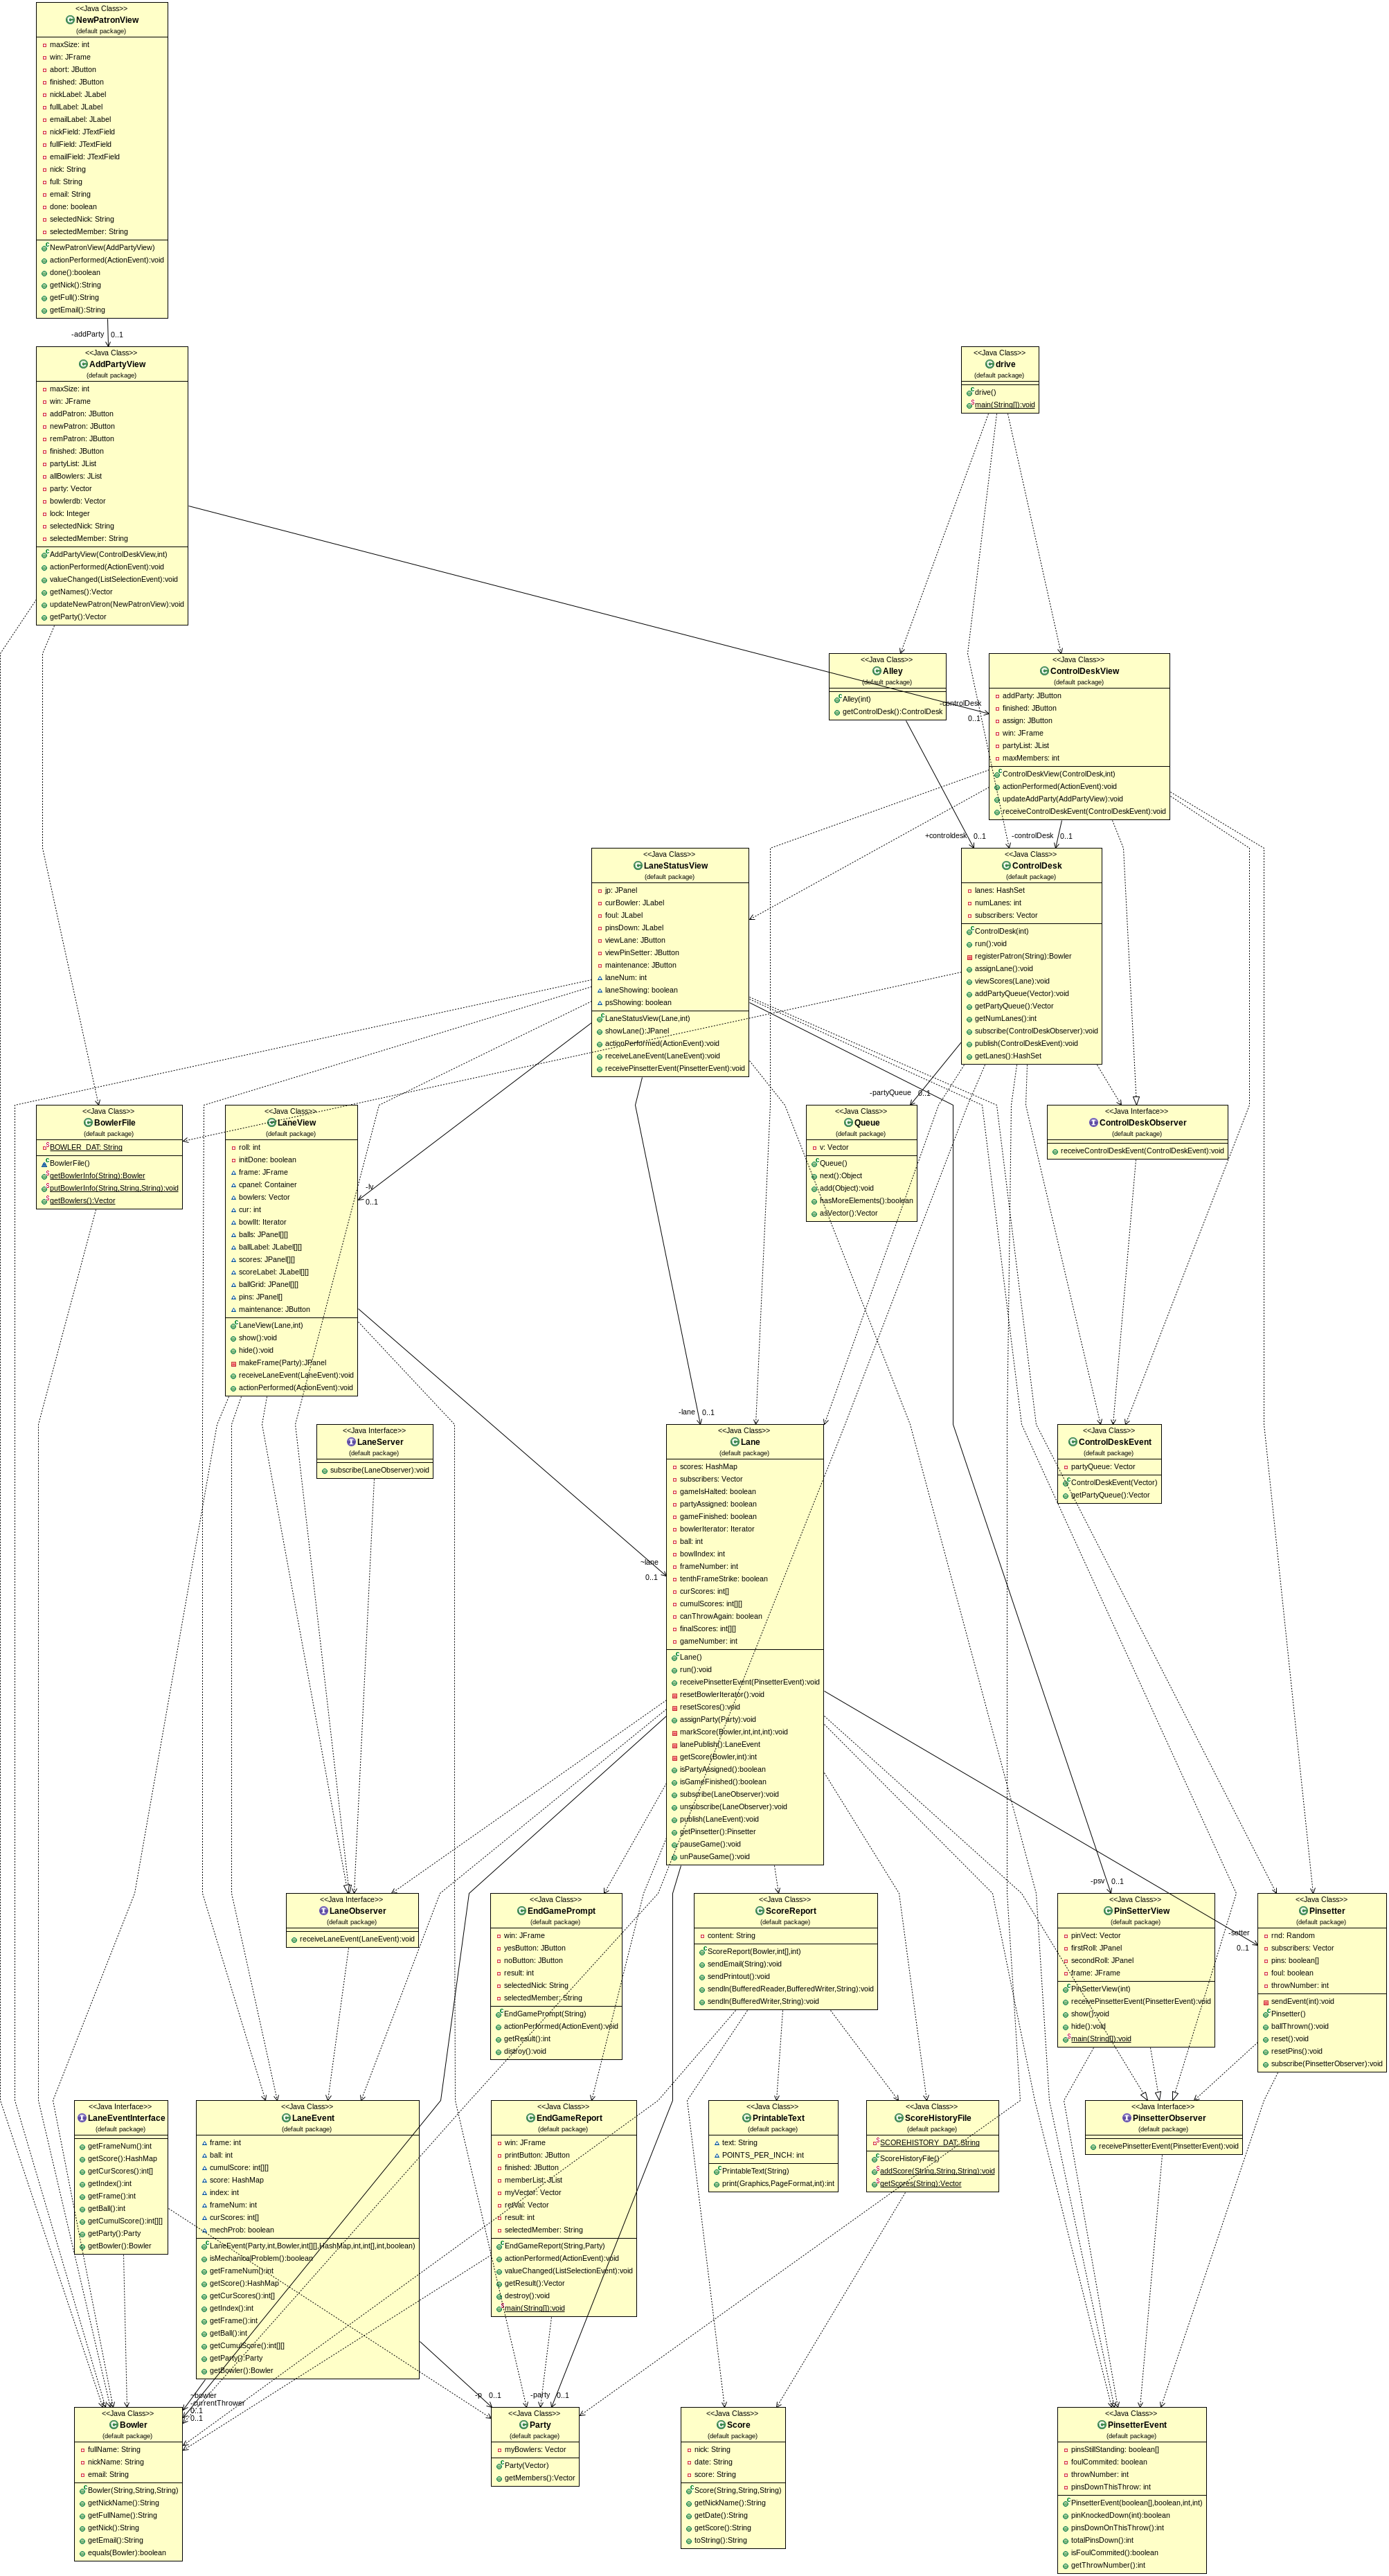 <<Java Class>>
NewPatronView
(default package)
maxSize: int
win: JFrame
abort: JButton
finished: JButton
nickLabel: JLabel
fullLabel: JLabel
emailLabel: JLabel
nickField: JTextField
fullField: JTextField
emailField: JTextField
nick: String
full: String
email: String
done: boolean
selectedNick: String
selectedMember: String
NewPatronView(AddPartyView)
actionPerformed(ActionEvent):void
done():boolean
getNick():String
getFull():String
getEmail():String
-addParty
0..1
<<Java Class>>
AddPartyView
(default package)
maxSize: int
win: JFrame
addPatron: JButton
newPatron: JButton
remPatron: JButton
finished: JButton
partyList: JList
allBowlers: JList
party: Vector
bowlerdb: Vector
lock: Integer
selectedNick: String
selectedMember: String
AddPartyView(ControlDeskView,int)
actionPerformed(ActionEvent):void
valueChanged(ListSelectionEvent):void
getNames():Vector
updateNewPatron(NewPatronView):void
getParty():Vector
<<Java Class>>
drive
(default package)
drive()
main(String[]):void
<<Java Class>>
Alley
(default package)
Alley(int)
getControlDesk():ControlDesk
-controlDesk
0..1
<<Java Class>>
ControlDeskView
(default package)
addParty: JButton
finished: JButton
assign: JButton
win: JFrame
partyList: JList
maxMembers: int
ControlDeskView(ControlDesk,int)
actionPerformed(ActionEvent):void
updateAddParty(AddPartyView):void
receiveControlDeskEvent(ControlDeskEvent):void
+controldesk
0..1
-controlDesk
0..1
<<Java Class>>
LaneStatusView
(default package)
jp: JPanel
curBowler: JLabel
foul: JLabel
pinsDown: JLabel
viewLane: JButton
viewPinSetter: JButton
maintenance: JButton
laneNum: int
laneShowing: boolean
psShowing: boolean
LaneStatusView(Lane,int)
showLane():JPanel
actionPerformed(ActionEvent):void
receiveLaneEvent(LaneEvent):void
receivePinsetterEvent(PinsetterEvent):void
<<Java Class>>
ControlDesk
(default package)
lanes: HashSet
numLanes: int
subscribers: Vector
ControlDesk(int)
run():void
registerPatron(String):Bowler
assignLane():void
viewScores(Lane):void
addPartyQueue(Vector):void
getPartyQueue():Vector
getNumLanes():int
subscribe(ControlDeskObserver):void
publish(ControlDeskEvent):void
getLanes():HashSet
-partyQueue
0..1
<<Java Class>>
BowlerFile
(default package)
BOWLER_DAT: String
BowlerFile()
getBowlerInfo(String):Bowler
putBowlerInfo(String,String,String):void
getBowlers():Vector
<<Java Class>>
LaneView
(default package)
roll: int
initDone: boolean
frame: JFrame
cpanel: Container
bowlers: Vector
cur: int
bowlIt: Iterator
balls: JPanel[][]
ballLabel: JLabel[][]
scores: JPanel[][]
scoreLabel: JLabel[][]
ballGrid: JPanel[][]
pins: JPanel[]
maintenance: JButton
LaneView(Lane,int)
show():void
hide():void
makeFrame(Party):JPanel
receiveLaneEvent(LaneEvent):void
actionPerformed(ActionEvent):void
-lv
0..1
<<Java Class>>
Queue
(default package)
v: Vector
Queue()
next():Object
add(Object):void
hasMoreElements():boolean
asVector():Vector
<<Java Interface>>
ControlDeskObserver
(default package)
receiveControlDeskEvent(ControlDeskEvent):void
-lane
0..1
<<Java Interface>>
LaneServer
(default package)
subscribe(LaneObserver):void
<<Java Class>>
Lane
(default package)
scores: HashMap
subscribers: Vector
gameIsHalted: boolean
partyAssigned: boolean
gameFinished: boolean
bowlerIterator: Iterator
ball: int
bowlIndex: int
frameNumber: int
tenthFrameStrike: boolean
curScores: int[]
cumulScores: int[][]
canThrowAgain: boolean
finalScores: int[][]
gameNumber: int
Lane()
run():void
receivePinsetterEvent(PinsetterEvent):void
resetBowlerIterator():void
resetScores():void
assignParty(Party):void
markScore(Bowler,int,int,int):void
lanePublish():LaneEvent
getScore(Bowler,int):int
isPartyAssigned():boolean
isGameFinished():boolean
subscribe(LaneObserver):void
unsubscribe(LaneObserver):void
publish(LaneEvent):void
getPinsetter():Pinsetter
pauseGame():void
unPauseGame():void
~lane
0..1
<<Java Class>>
ControlDeskEvent
(default package)
partyQueue: Vector
ControlDeskEvent(Vector)
getPartyQueue():Vector
<<Java Interface>>
LaneObserver
(default package)
receiveLaneEvent(LaneEvent):void
<<Java Class>>
EndGamePrompt
(default package)
win: JFrame
yesButton: JButton
noButton: JButton
result: int
selectedNick: String
selectedMember: String
EndGamePrompt(String)
actionPerformed(ActionEvent):void
getResult():int
distroy():void
<<Java Class>>
ScoreReport
(default package)
content: String
ScoreReport(Bowler,int[],int)
sendEmail(String):void
sendPrintout():void
sendln(BufferedReader,BufferedWriter,String):void
sendln(BufferedWriter,String):void
-psv
0..1
<<Java Class>>
PinSetterView
(default package)
pinVect: Vector
firstRoll: JPanel
secondRoll: JPanel
frame: JFrame
PinSetterView(int)
receivePinsetterEvent(PinsetterEvent):void
show():void
hide():void
main(String[]):void
-setter
0..1
<<Java Class>>
Pinsetter
(default package)
rnd: Random
subscribers: Vector
pins: boolean[]
foul: boolean
throwNumber: int
sendEvent(int):void
Pinsetter()
ballThrown():void
reset():void
resetPins():void
subscribe(PinsetterObserver):void
<<Java Interface>>
LaneEventInterface
(default package)
getFrameNum():int
getScore():HashMap
getCurScores():int[]
getIndex():int
getFrame():int
getBall():int
getCumulScore():int[][]
getParty():Party
getBowler():Bowler
<<Java Class>>
LaneEvent
(default package)
frame: int
ball: int
cumulScore: int[][]
score: HashMap
index: int
frameNum: int
curScores: int[]
mechProb: boolean
LaneEvent(Party,int,Bowler,int[][],HashMap,int,int[],int,boolean)
isMechanicalProblem():boolean
getFrameNum():int
getScore():HashMap
getCurScores():int[]
getIndex():int
getFrame():int
getBall():int
getCumulScore():int[][]
getParty():Party
getBowler():Bowler
<<Java Class>>
EndGameReport
(default package)
win: JFrame
printButton: JButton
finished: JButton
memberList: JList
myVector: Vector
retVal: Vector
result: int
selectedMember: String
EndGameReport(String,Party)
actionPerformed(ActionEvent):void
valueChanged(ListSelectionEvent):void
getResult():Vector
destroy():void
main(String[]):void
<<Java Class>>
PrintableText
(default package)
text: String
POINTS_PER_INCH: int
PrintableText(String)
print(Graphics,PageFormat,int):int
<<Java Class>>
ScoreHistoryFile
(default package)
SCOREHISTORY_DAT: String
ScoreHistoryFile()
addScore(String,String,String):void
getScores(String):Vector
<<Java Interface>>
PinsetterObserver
(default package)
receivePinsetterEvent(PinsetterEvent):void
~bowler
-currentThrower
0..1
0..1
-p
0..1
-party
0..1
<<Java Class>>
Bowler
(default package)
fullName: String
nickName: String
email: String
Bowler(String,String,String)
getNickName():String
getFullName():String
getNick():String
getEmail():String
equals(Bowler):boolean
<<Java Class>>
Party
(default package)
myBowlers: Vector
Party(Vector)
getMembers():Vector
<<Java Class>>
Score
(default package)
nick: String
date: String
score: String
Score(String,String,String)
getNickName():String
getDate():String
getScore():String
toString():String
<<Java Class>>
PinsetterEvent
(default package)
pinsStillStanding: boolean[]
foulCommited: boolean
throwNumber: int
pinsDownThisThrow: int
PinsetterEvent(boolean[],boolean,int,int)
pinKnockedDown(int):boolean
pinsDownOnThisThrow():int
totalPinsDown():int
isFoulCommited():boolean
getThrowNumber():int